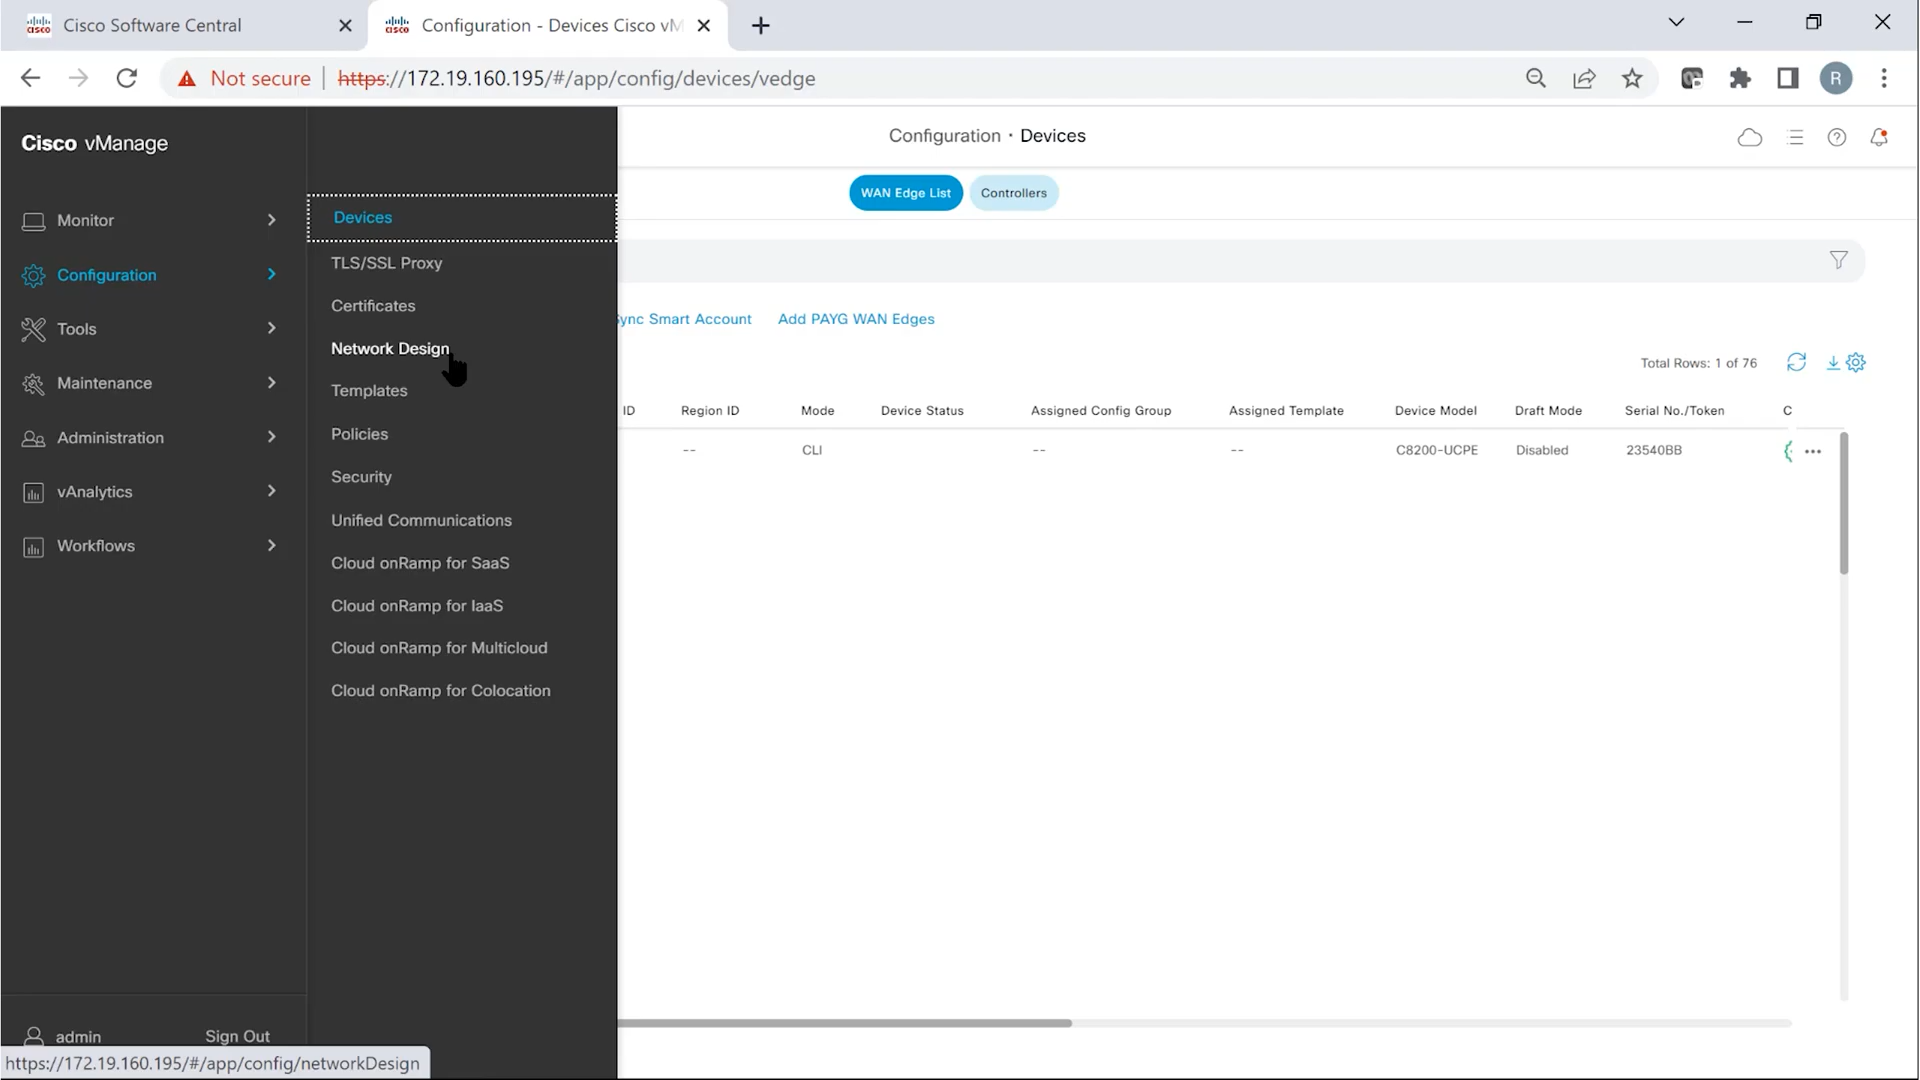 Cisco Software Central
Configuration - Devices Cisco vM
Not secure
https://172.19.160.195/#/app/config/devices/vedge
R
Cisco vManage
Configuration · Devices
WAN Edge List
Controllers
Monitor
Configuration
Tools
Maintenance
Administration
vAnalytics
Workflows
Devices
TLS/SSL Proxy
Certificates
Network Design
Templates
Policies
Security
Unified Communications
Cloud onRamp for SaaS
Cloud onRamp for IaaS
Cloud onRamp for Multicloud
Cloud onRamp for Colocation
Sync Smart Account
Add PAYG WAN Edges
Total Rows: 1 of 76
ID Region ID Mode Device Status Assigned Config Group Assigned Template Device Model Draft Mode Serial No./Token C
-- CLI -- -- C8200-UCPE Disabled 23540BB
admin
Sign Out
https://172.19.160.195/#/app/config/networkDesign